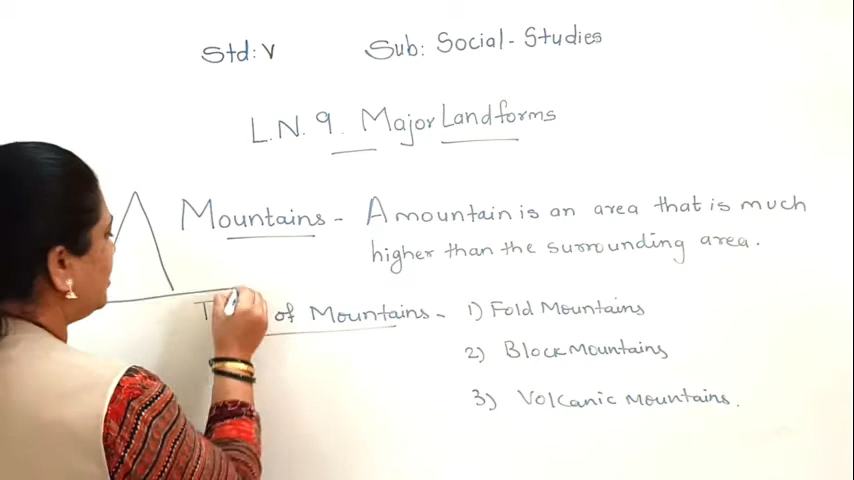 Std: V Sub: Social-Studies
L.N. 9. Major Landforms
Mountains - A mountain is an area that is much
higher than the surrounding area.
of Mountains - 1) Fold Mountains
2) Block Mountains
3) Volcanic Mountains.